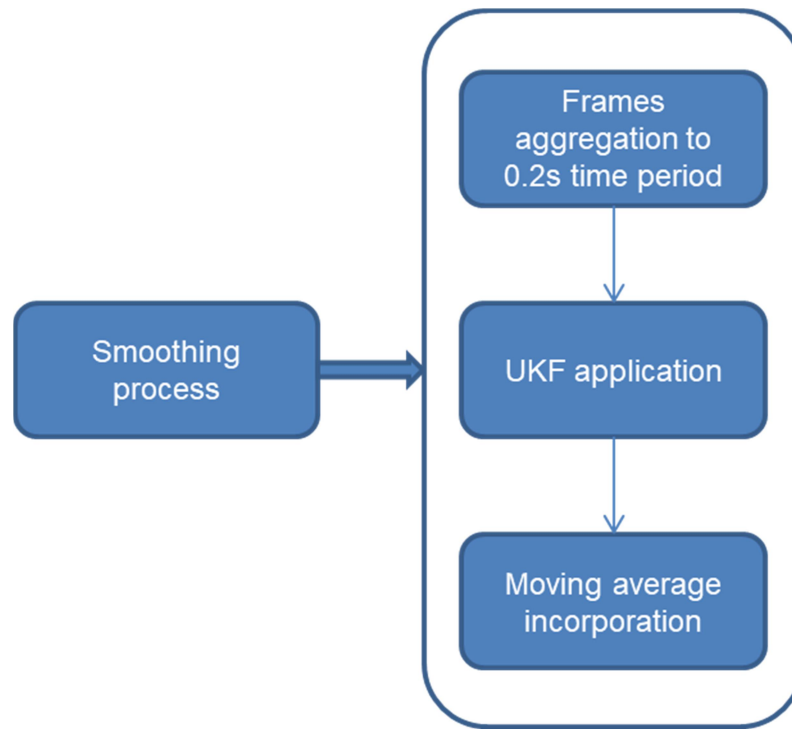 Smoothing
process
Frames
aggregation to
0.2s time period
UKF application
Moving average
incorporation